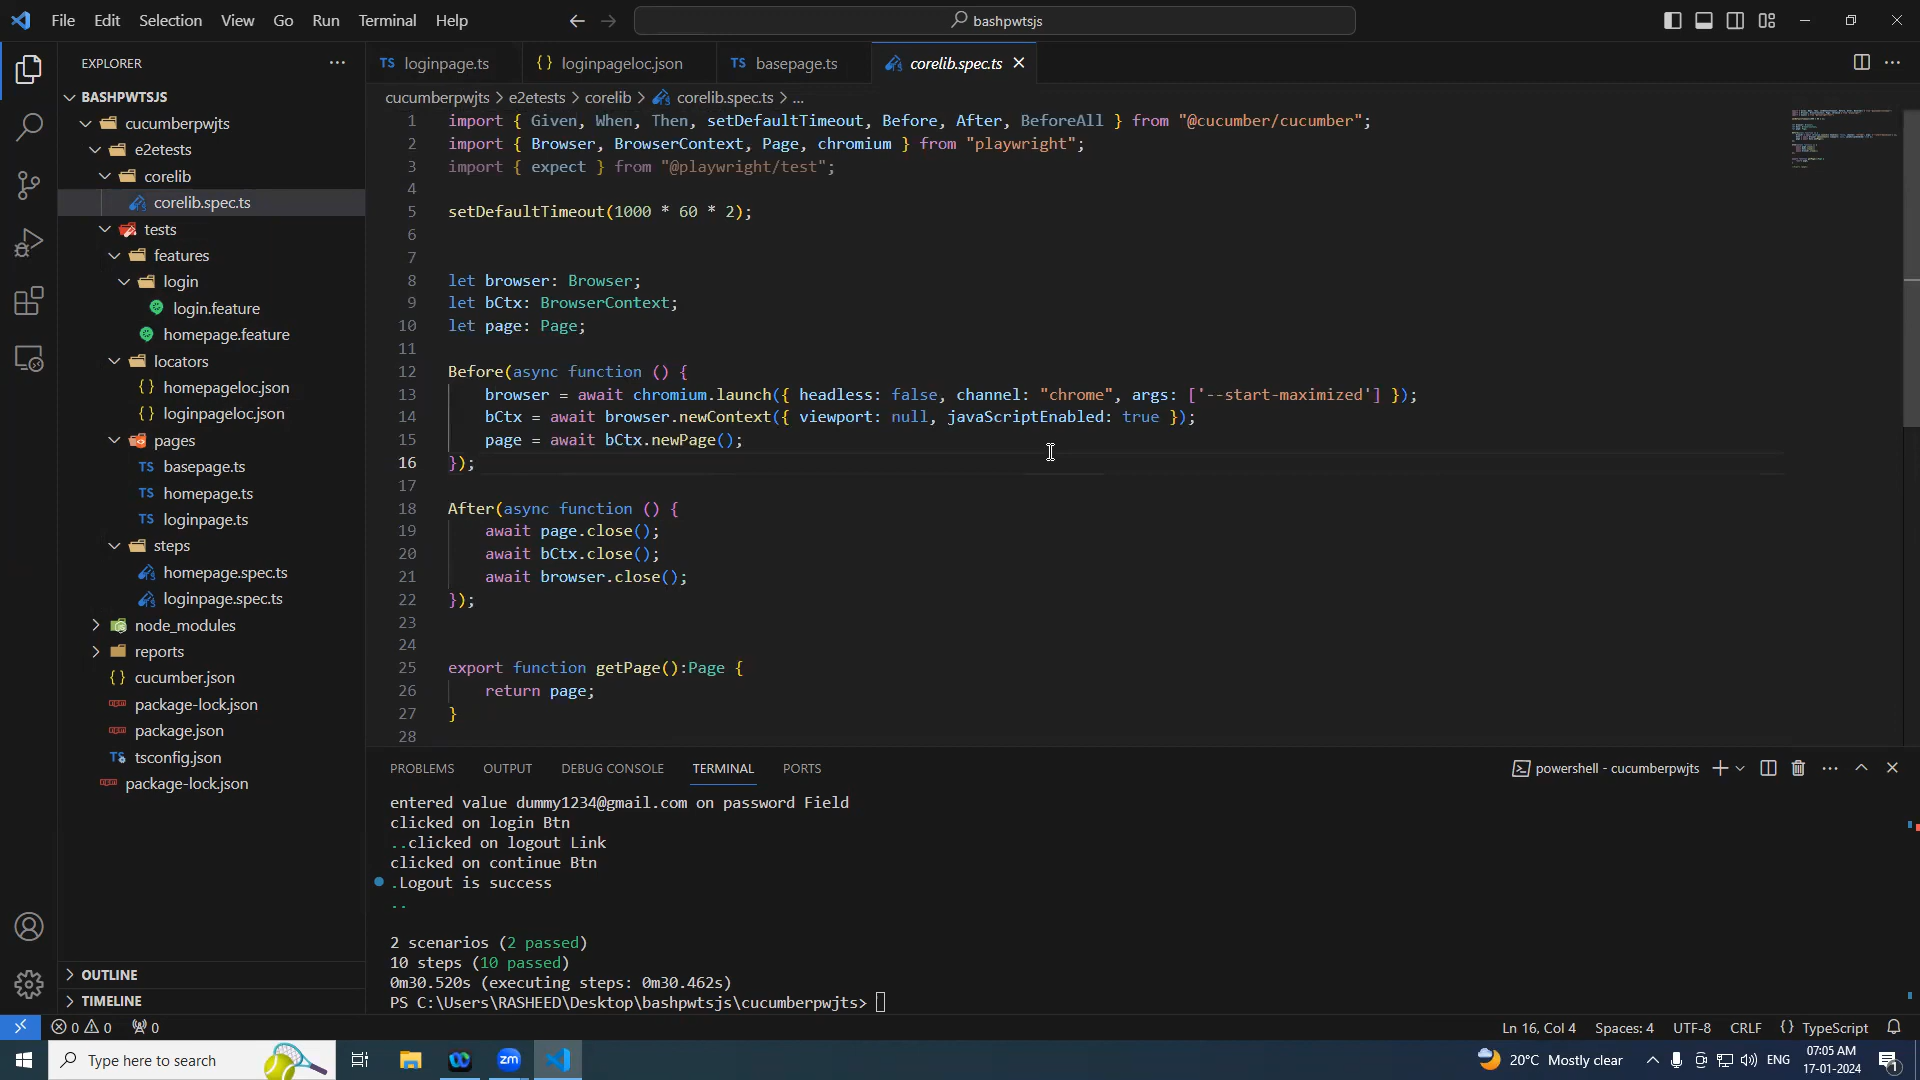 File Edit Selection View Go Run Terminal Help
bashpwtsjs
EXPLORER
BASHPWTSJS
cucumberpwjts
e2etests
corelib
corelib.spec.ts
tests
features
login
login.feature
homepage.feature
locators
homepageloc.json
loginpageloc.json
pages
basepage.ts
homepage.ts
loginpage.ts
steps
homepage.spec.ts
loginpage.spec.ts
node_modules
reports
cucumber.json
package-lock.json
package.json
tsconfig.json
package-lock.json
OUTLINE
TIMELINE
TS loginpage.ts {} loginpageloc.json TS basepage.ts corelib.spec.ts
cucumberpwjts > e2etests > corelib > corelib.spec.ts > ...
1 import { Given, When, Then, setDefaultTimeout, Before, After, BeforeAll } from "@cucumber/cucumber";
2 import { Browser, BrowserContext, Page, chromium } from "playwright";
3 import { expect } from "@playwright/test";
4
5 setDefaultTimeout(1000 * 60 * 2);
6
7
8 let browser: Browser;
9 let bCtx: BrowserContext;
10 let page: Page;
11
12 Before(async function () {
13 browser = await chromium.launch({ headless: false, channel: "chrome", args: ['--start-maximized'] });
14 bCtx = await browser.newContext({ viewport: null, javaScriptEnabled: true });
15 page = await bCtx.newPage();
16 });
17
18 After(async function () {
19 await page.close();
20 await bCtx.close();
21 await browser.close();
22 });
23
24
25 export function getPage():Page {
26 return page;
27 }
28
PROBLEMS OUTPUT DEBUG CONSOLE TERMINAL PORTS
powershell - cucumberpwjts
entered value dummy1234@gmail.com on password Field
clicked on login Btn
..clicked on logout Link
clicked on continue Btn
.Logout is success
..
2 scenarios (2 passed)
10 steps (10 passed)
0m30.520s (executing steps: 0m30.462s)
PS C:\Users\RASHEED\Desktop\bashpwtsjs\cucumberpwjts>
0 0 0
Ln 16, Col 4 Spaces: 4 UTF-8 CRLF {} TypeScript
Type here to search
zm
20°C Mostly clear
ENG
07:05 AM
17-01-2024
1